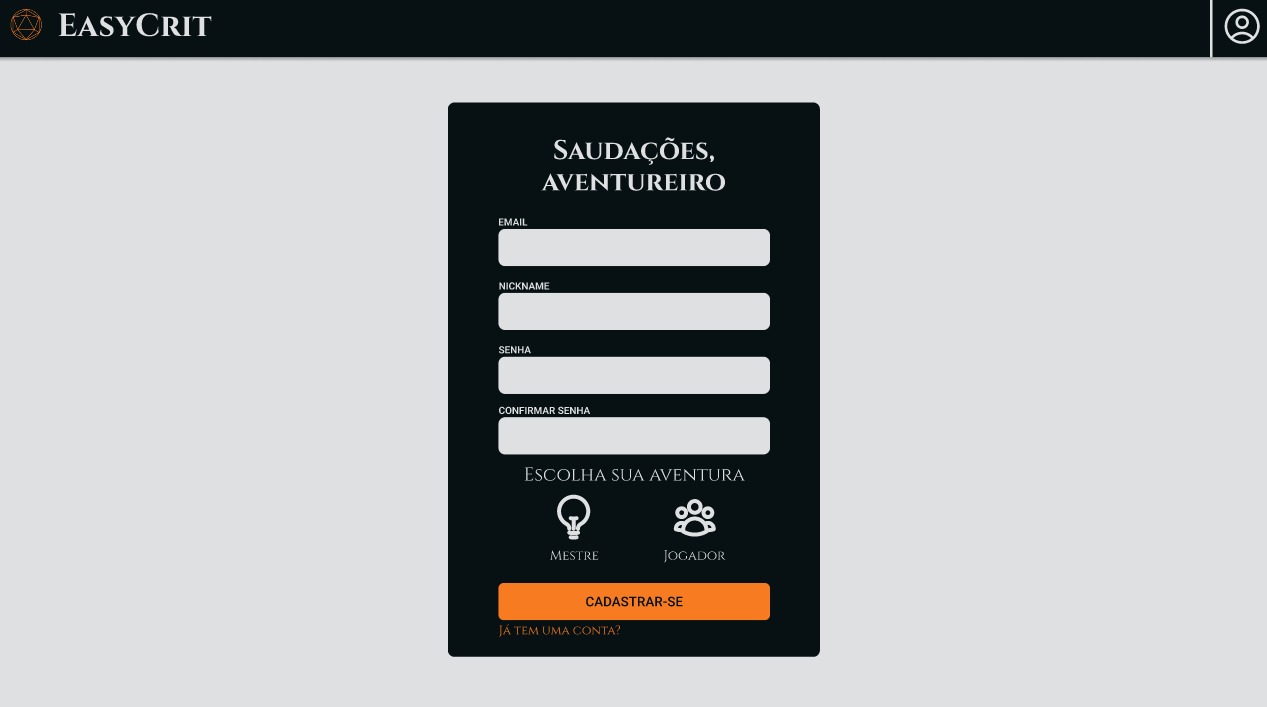 EasyCrit
Saudações,
aventureiro
EMAIL
NICKNAME
SENHA
CONFIRMAR SENHA
Escolha sua aventura
Mestre
Jogador
CADASTRAR-SE
Já tem uma conta?